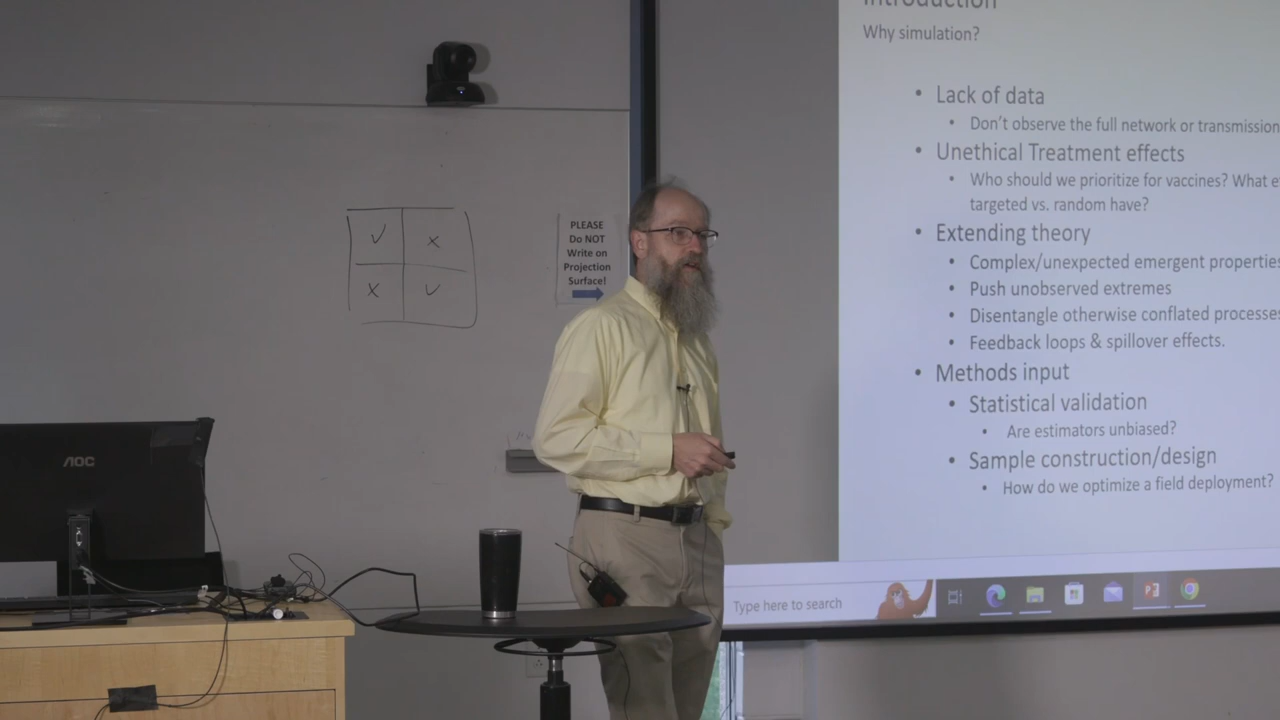 Introduction
Why simulation?
• Lack of data
• Don't observe the full network or transmission
• Unethical Treatment effects
• Who should we prioritize for vaccines? What e
targeted vs. random have?
• Extending theory
• Complex/unexpected emergent properties
• Push unobserved extremes
• Disentangle otherwise conflated processes
• Feedback loops & spillover effects.
• Methods input
• Statistical validation
• Are estimators unbiased?
• Sample construction/design
• How do we optimize a field deployment?
Type here to search
PLEASE
Do NOT
Write on
Projection
Surface!
V X
X V
AOC